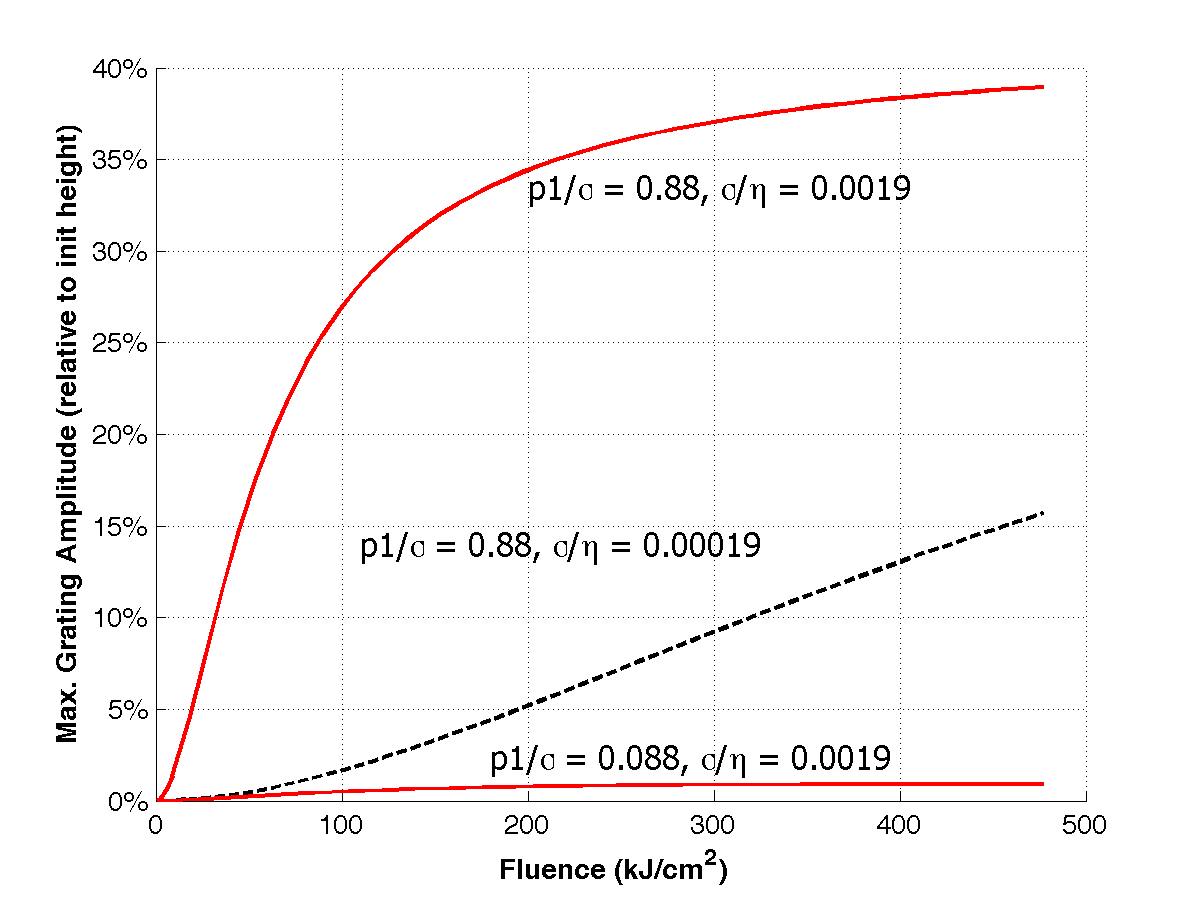 40%
35%
p1/σ = 0.88, σ/η = 0.0019
30%
25%
20%
15%
p1/σ = 0.88, σ/η = 0.00019
10%
5%
p1/σ = 0.088, σ/η = 0.0019
0%
0 100 200 300 400 500
Fluence (kJ/cm²)
Max. Grating Amplitude (relative to init height)